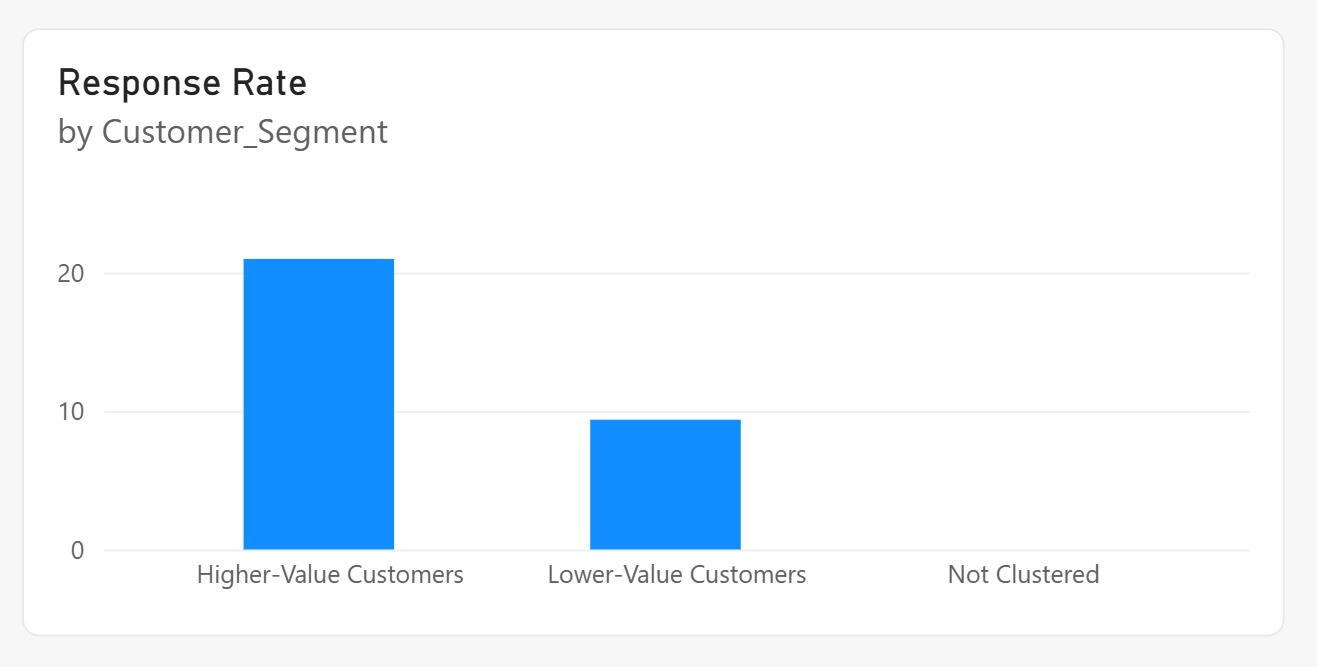 Response Rate
by Customer_Segment
20
10
0
Higher-Value Customers
Lower-Value Customers
Not Clustered